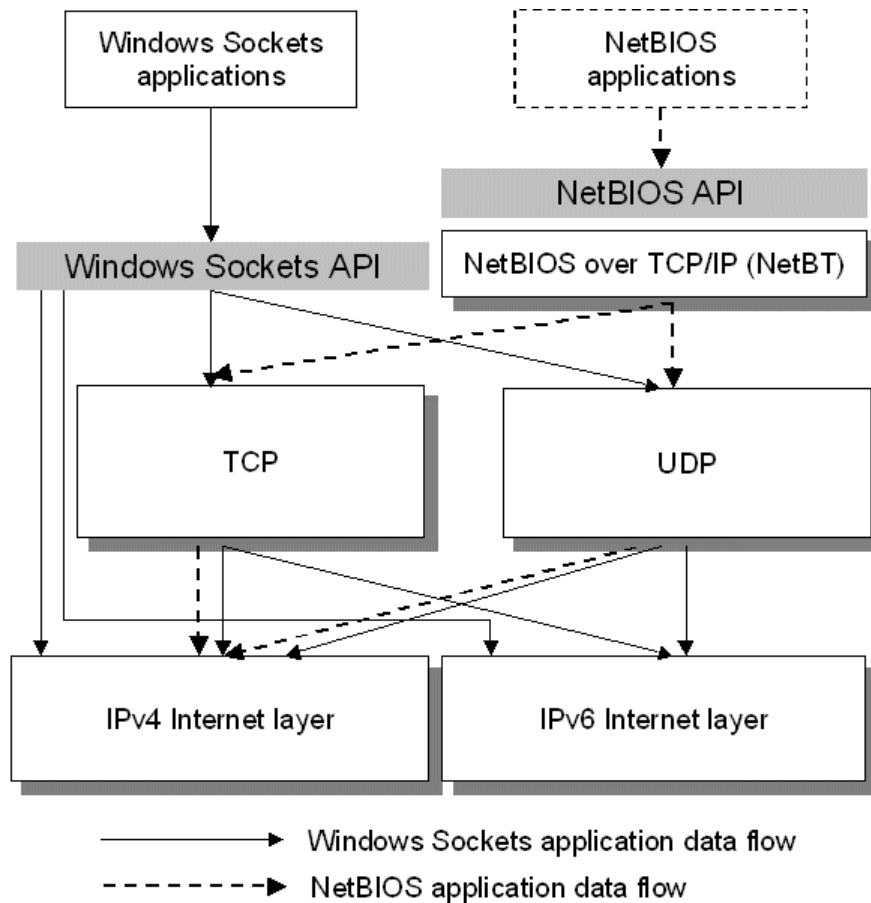 Windows Sockets
applications
NetBIOS
applications
NetBIOS API
Windows Sockets API
NetBIOS over TCP/IP (NetBT)
TCP
UDP
IPv4 Internet layer
IPv6 Internet layer
Windows Sockets application data flow
NetBIOS application data flow